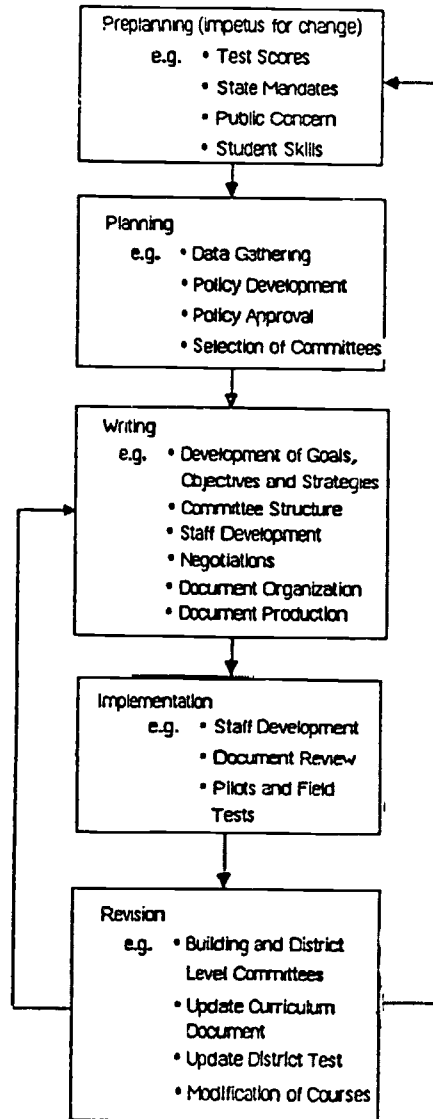 Preplanning (impetus for change)
e.g. • Test Scores
• State Mandates
• Public Concern
• Student Skills
Planning
e.g. • Data Gathering
• Policy Development
• Policy Approval
• Selection of Committees
Writing
e.g. • Development of Goals,
Objectives and Strategies
• Committee Structure
• Staff Development
• Negotiations
• Document Organization
• Document Production
Implementation
e.g. • Staff Development
• Document Review
• Pilots and Field
Tests
Revision
e.g. • Building and District
Level Committees
• Update Curriculum
Document
• Update District Test
• Modification of Courses